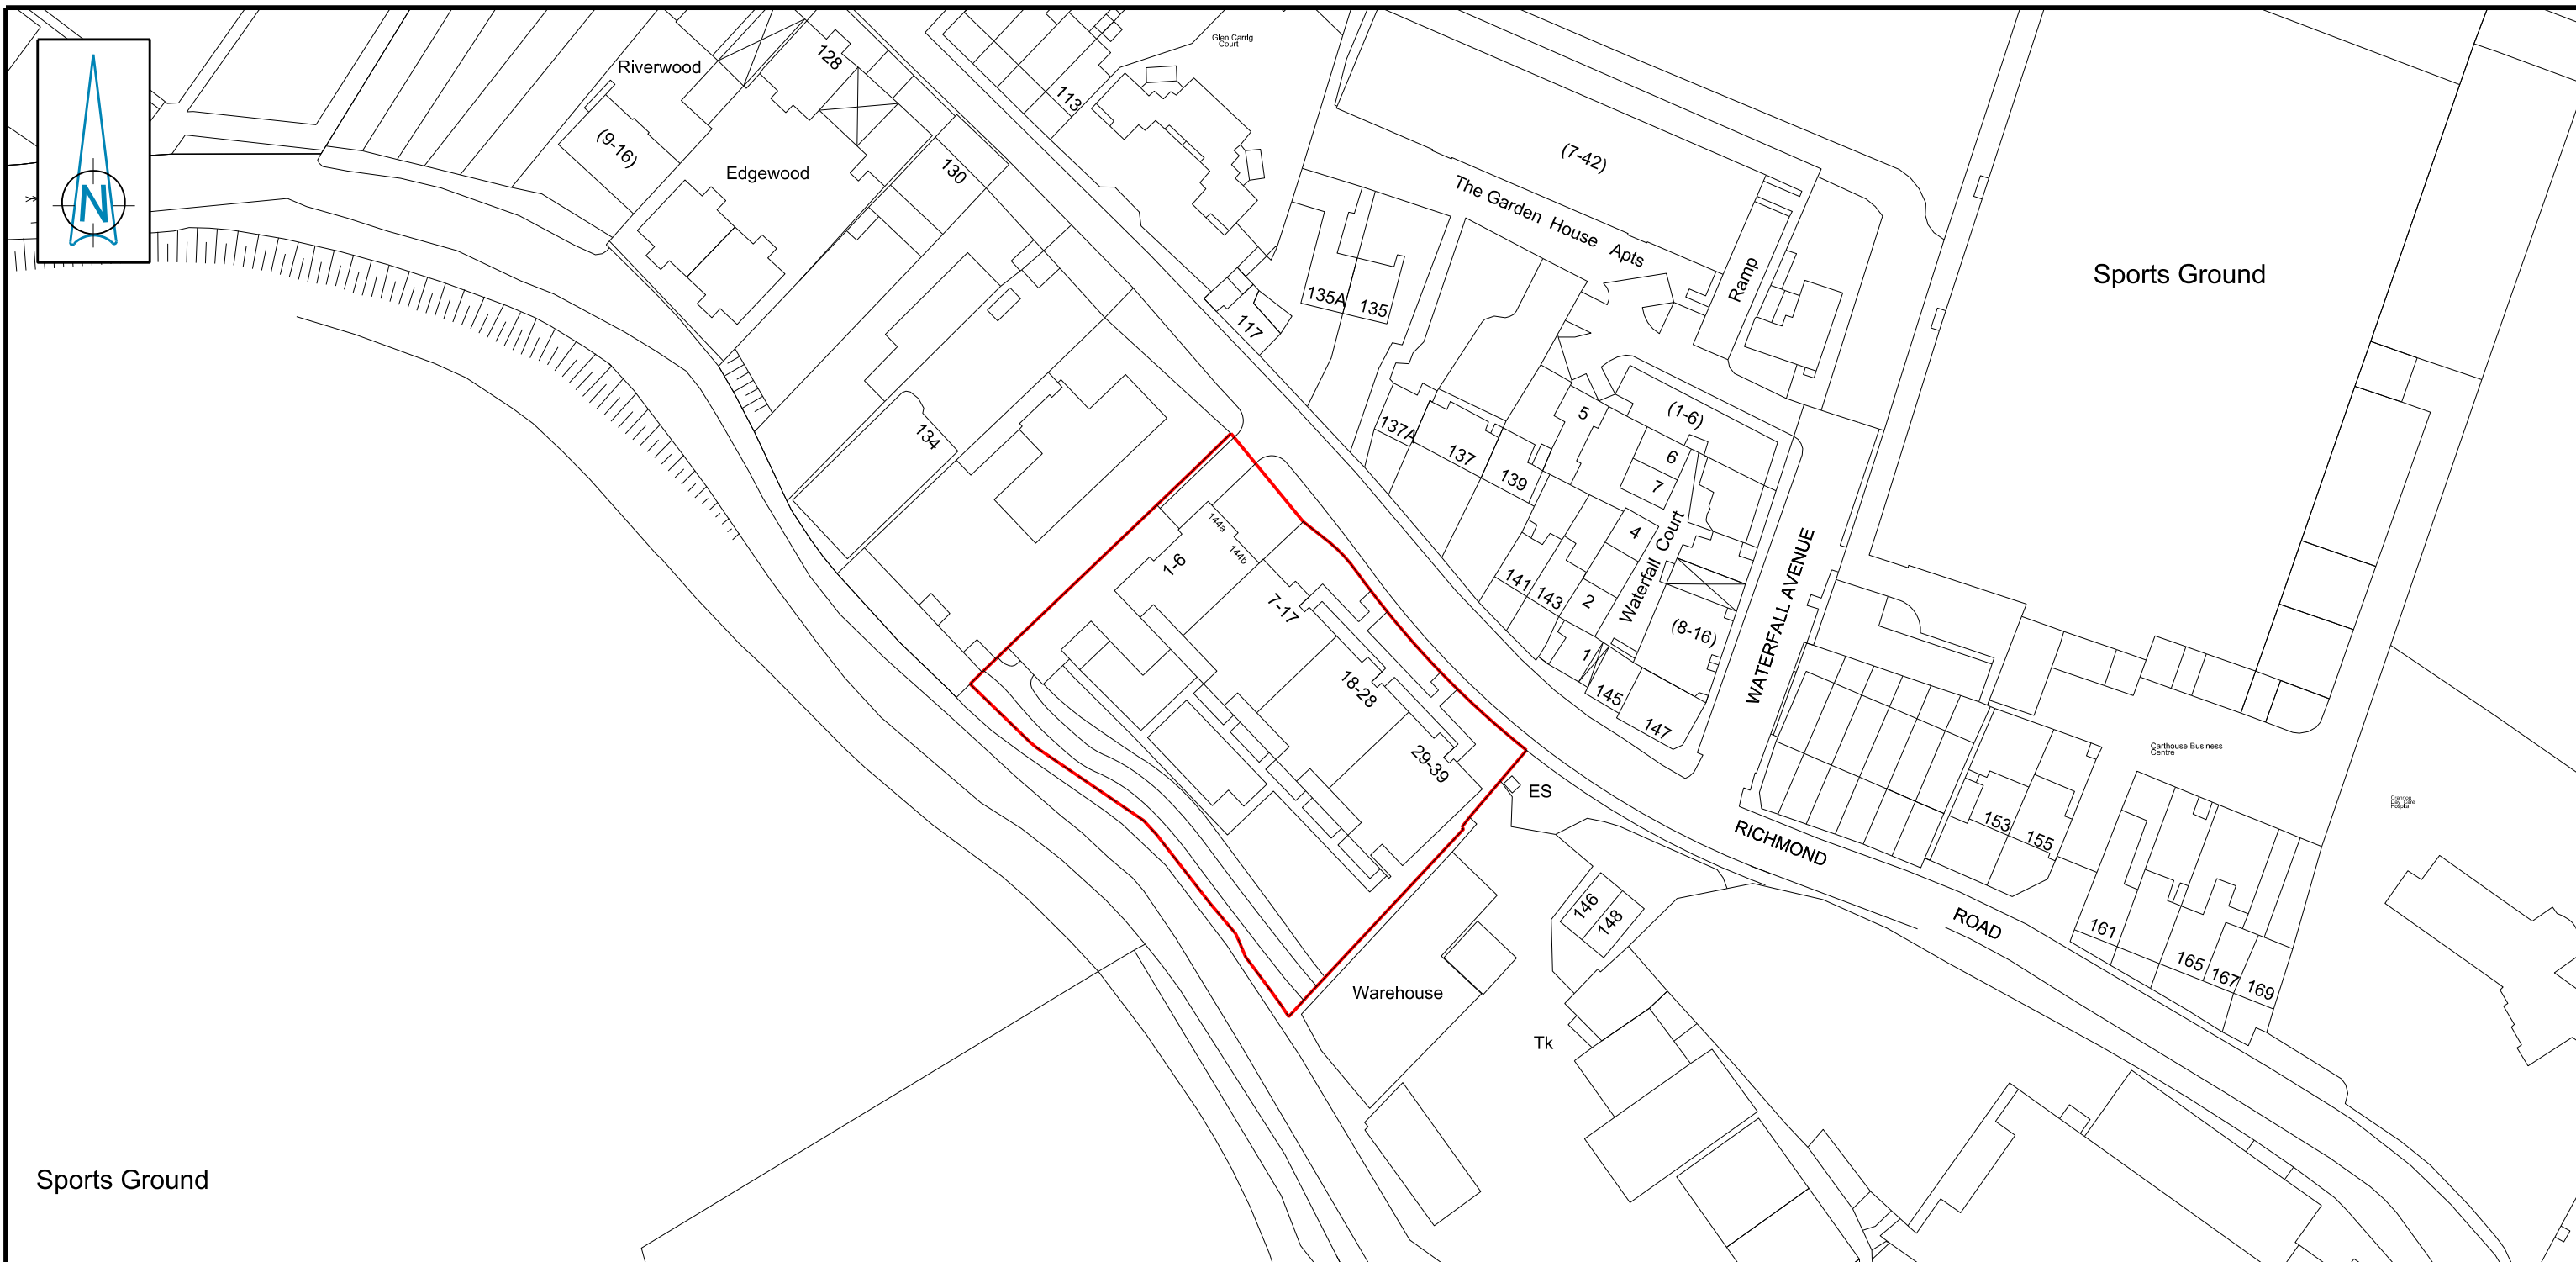 Glen Carrig
Court
128
Riverwood
113
N
(9-16)
Edgewood
130
(7-42)
The Garden House Apts
Sports Ground
Ramp
135A
135
117
134
137A
137
139
5
(1-6)
6
7
4
144a
144b
1-6
7-17
141
143
2
Waterfall Court
(8-16)
WATERFALL AVENUE
1
145
147
18-28
29-39
ES
RICHMOND
ROAD
153
155
Carthouse Business
Centre
146
148
161
165
167
169
Warehouse
Tk
Sports Ground
Day Care
Hospital